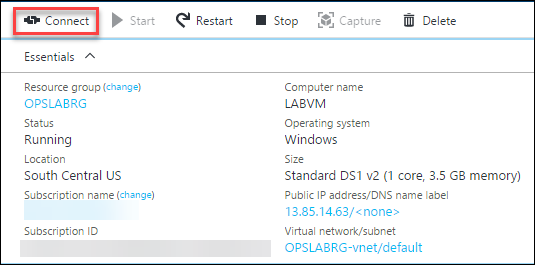 Connect Start Restart Stop Capture Delete
Essentials
Resource group (change)
OPSLABRG
Status
Running
Location
South Central US
Subscription name (change)
Subscription ID
Computer name
LABVM
Operating system
Windows
Size
Standard DS1 v2 (1 core, 3.5 GB memory)
Public IP address/DNS name label
13.85.14.63/<none>
Virtual network/subnet
OPSLABRG-vnet/default